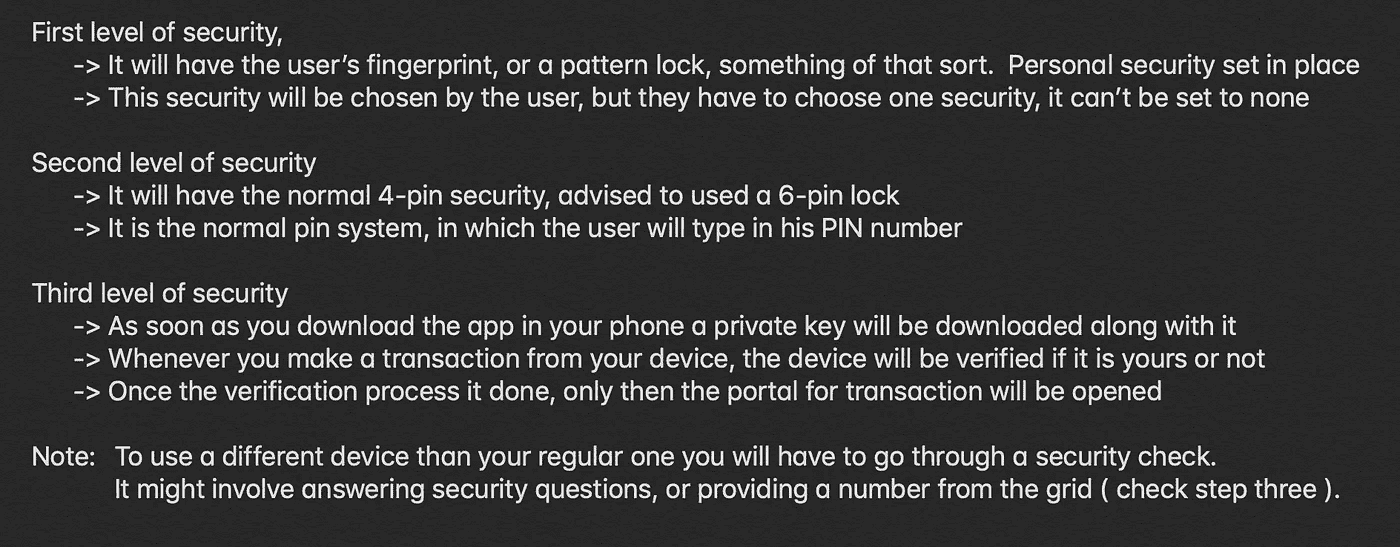 First level of security,
-> It will have the user’s fingerprint, or a pattern lock, something of that sort.  Personal security set in place
-> This security will be chosen by the user, but they have to choose one security, it can’t be set to none
Second level of security
-> It will have the normal 4-pin security, advised to used a 6-pin lock
-> It is the normal pin system, in which the user will type in his PIN number
Third level of security
-> As soon as you download the app in your phone a private key will be downloaded along with it
-> Whenever you make a transaction from your device, the device will be verified if it is yours or not
-> Once the verification process it done, only then the portal for transaction will be opened
Note:  To use a different device than your regular one you will have to go through a security check.
It might involve answering security questions, or providing a number from the grid ( check step three ).